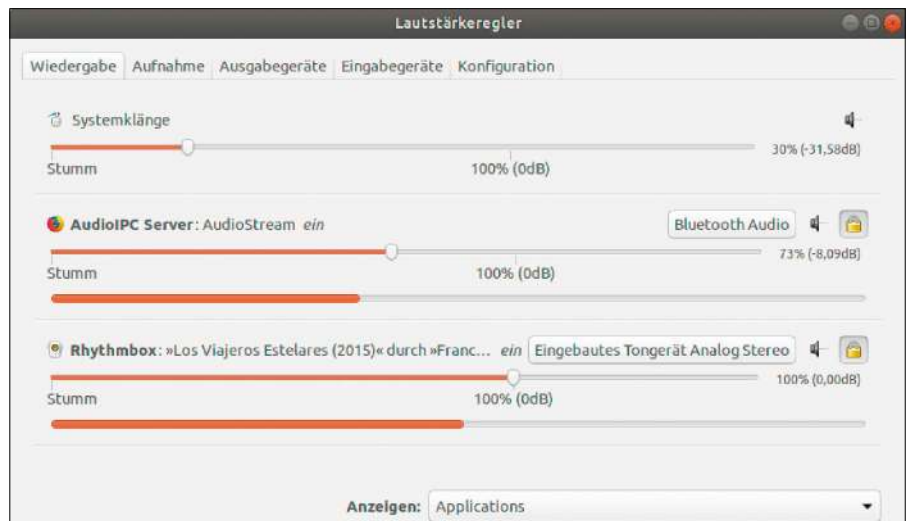 Lautstärkeregler
Wiedergabe Aufnahme Ausgabegeräte Eingabegeräte Konfiguration
Systemklänge
30% (-31,58dB)
Stumm 100% (0dB)
AudioIPC Server: AudioStream ein Bluetooth Audio
73% (-8,09dB)
Stumm 100% (0dB)
Rhythmbox: »Los Viajeros Estelares (2015)« durch »Franc... ein Eingebautes Tongerät Analog Stereo
100% (0,00dB)
Stumm 100% (0dB)
Anzeigen: Applications